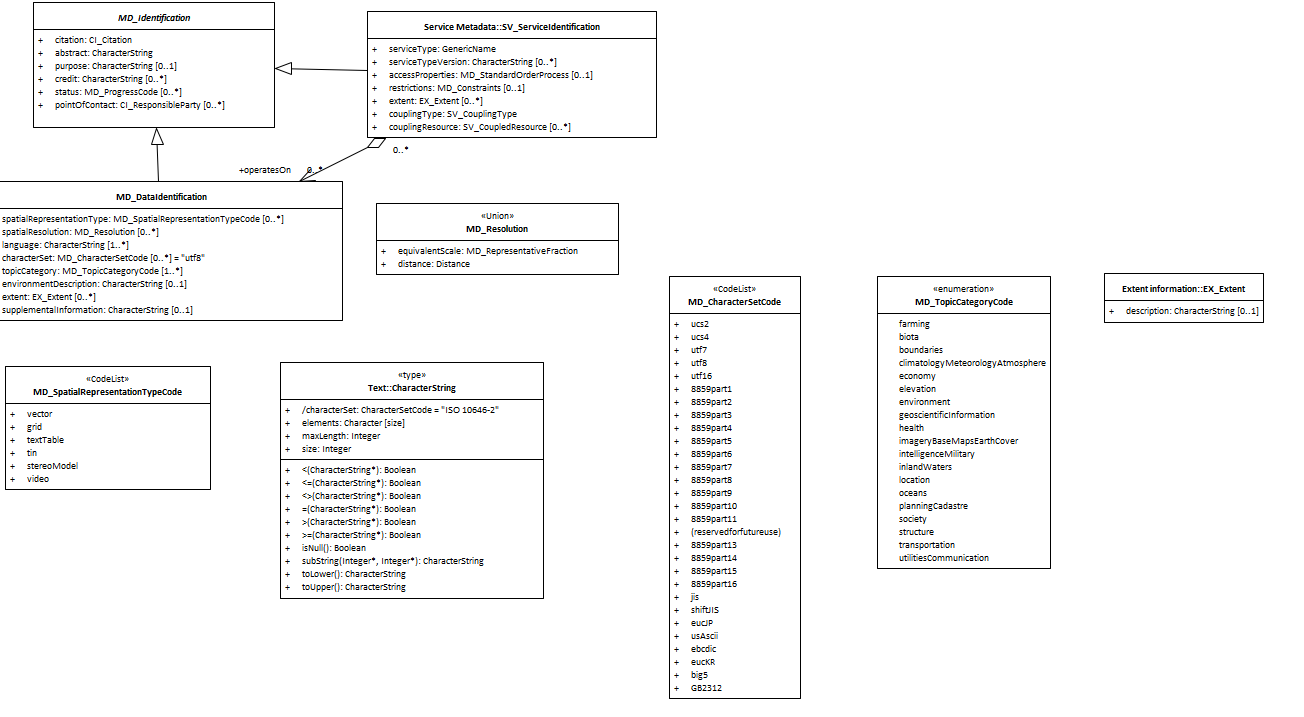 MD_Identification
+ citation: CI_Citation
+ abstract: CharacterString
+ purpose: CharacterString [0..1]
+ credit: CharacterString [0..*]
+ status: MD_ProgressCode [0..*]
+ pointOfContact: CI_ResponsibleParty [0..*]
Service Metadata::SV_ServiceIdentification
+ serviceType: GenericName
+ serviceTypeVersion: CharacterString [0..*]
+ accessProperties: MD_StandardOrderProcess [0..1]
+ restrictions: MD_Constraints [0..1]
+ extent: EX_Extent [0..*]
+ couplingType: SV_CouplingType
+ couplingResource: SV_CoupledResource [0..*]
0..*
+operatesOn 0..*
MD_DataIdentification
spatialRepresentationType: MD_SpatialRepresentationTypeCode [0..*]
spatialResolution: MD_Resolution [0..*]
language: CharacterString [1..*]
characterSet: MD_CharacterSetCode [0..*] = "utf8"
topicCategory: MD_TopicCategoryCode [1..*]
environmentDescription: CharacterString [0..1]
extent: EX_Extent [0..*]
supplementalInformation: CharacterString [0..1]
«Union»
MD_Resolution
+ equivalentScale: MD_RepresentativeFraction
+ distance: Distance
«CodeList»
MD_CharacterSetCode
+ ucs2
+ ucs4
+ utf7
+ utf8
+ utf16
+ 8859part1
+ 8859part2
+ 8859part3
+ 8859part4
+ 8859part5
+ 8859part6
+ 8859part7
+ 8859part8
+ 8859part9
+ 8859part10
+ 8859part11
+ (reservedforfutureuse)
+ 8859part13
+ 8859part14
+ 8859part15
+ 8859part16
+ jis
+ shiftJIS
+ eucJP
+ usAscii
+ ebcdic
+ eucKR
+ big5
+ GB2312
«enumeration»
MD_TopicCategoryCode
farming
biota
boundaries
climatologyMeteorologyAtmosphere
economy
elevation
environment
geoscientificInformation
health
imageryBaseMapsEarthCover
intelligenceMilitary
inlandWaters
location
oceans
planningCadastre
society
structure
transportation
utilitiesCommunication
Extent information::EX_Extent
+ description: CharacterString [0..1]
«CodeList»
MD_SpatialRepresentationTypeCode
+ vector
+ grid
+ textTable
+ tin
+ stereoModel
+ video
«type»
Text::CharacterString
+ /characterSet: CharacterSetCode = "ISO 10646-2"
+ elements: Character [size]
+ maxLength: Integer
+ size: Integer
+ <(CharacterString*): Boolean
+ <=(CharacterString*): Boolean
+ <>(CharacterString*): Boolean
+ =(CharacterString*): Boolean
+ >(CharacterString*): Boolean
+ >=(CharacterString*): Boolean
+ isNull(): Boolean
+ subString(Integer*, Integer*): CharacterString
+ toLower(): CharacterString
+ toUpper(): CharacterString